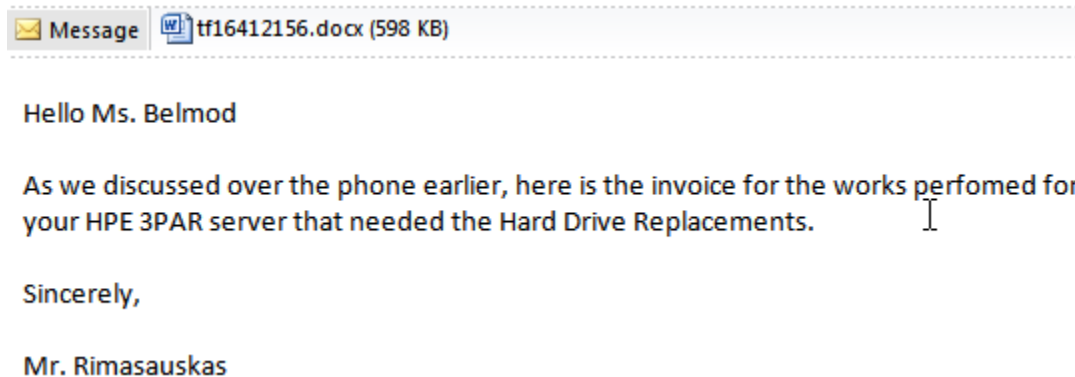 Message tf16412156.docx (598 KB)
Hello Ms. Belmod
As we discussed over the phone earlier, here is the invoice for the works perfomed for
your HPE 3PAR server that needed the Hard Drive Replacements.
Sincerely,
Mr. Rimasauskas